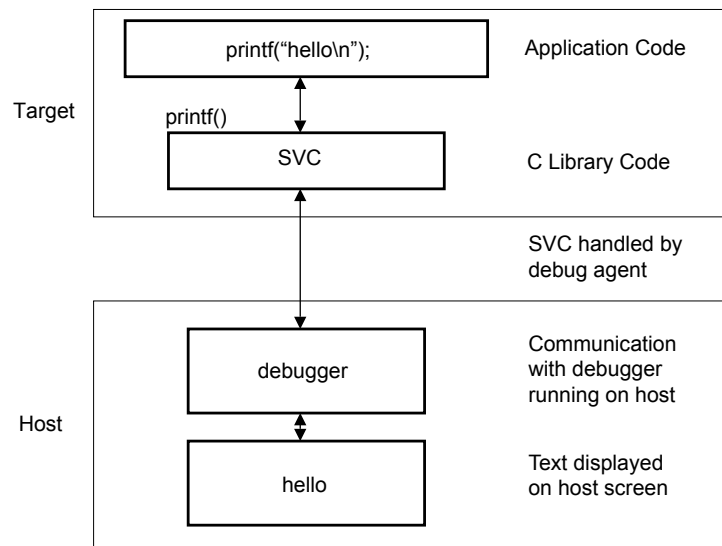 printf(“hello\n”);
Application Code
Target
printf()
SVC
C Library Code
SVC handled by
debug agent
debugger
Communication
with debugger
running on host
Host
hello
Text displayed
on host screen